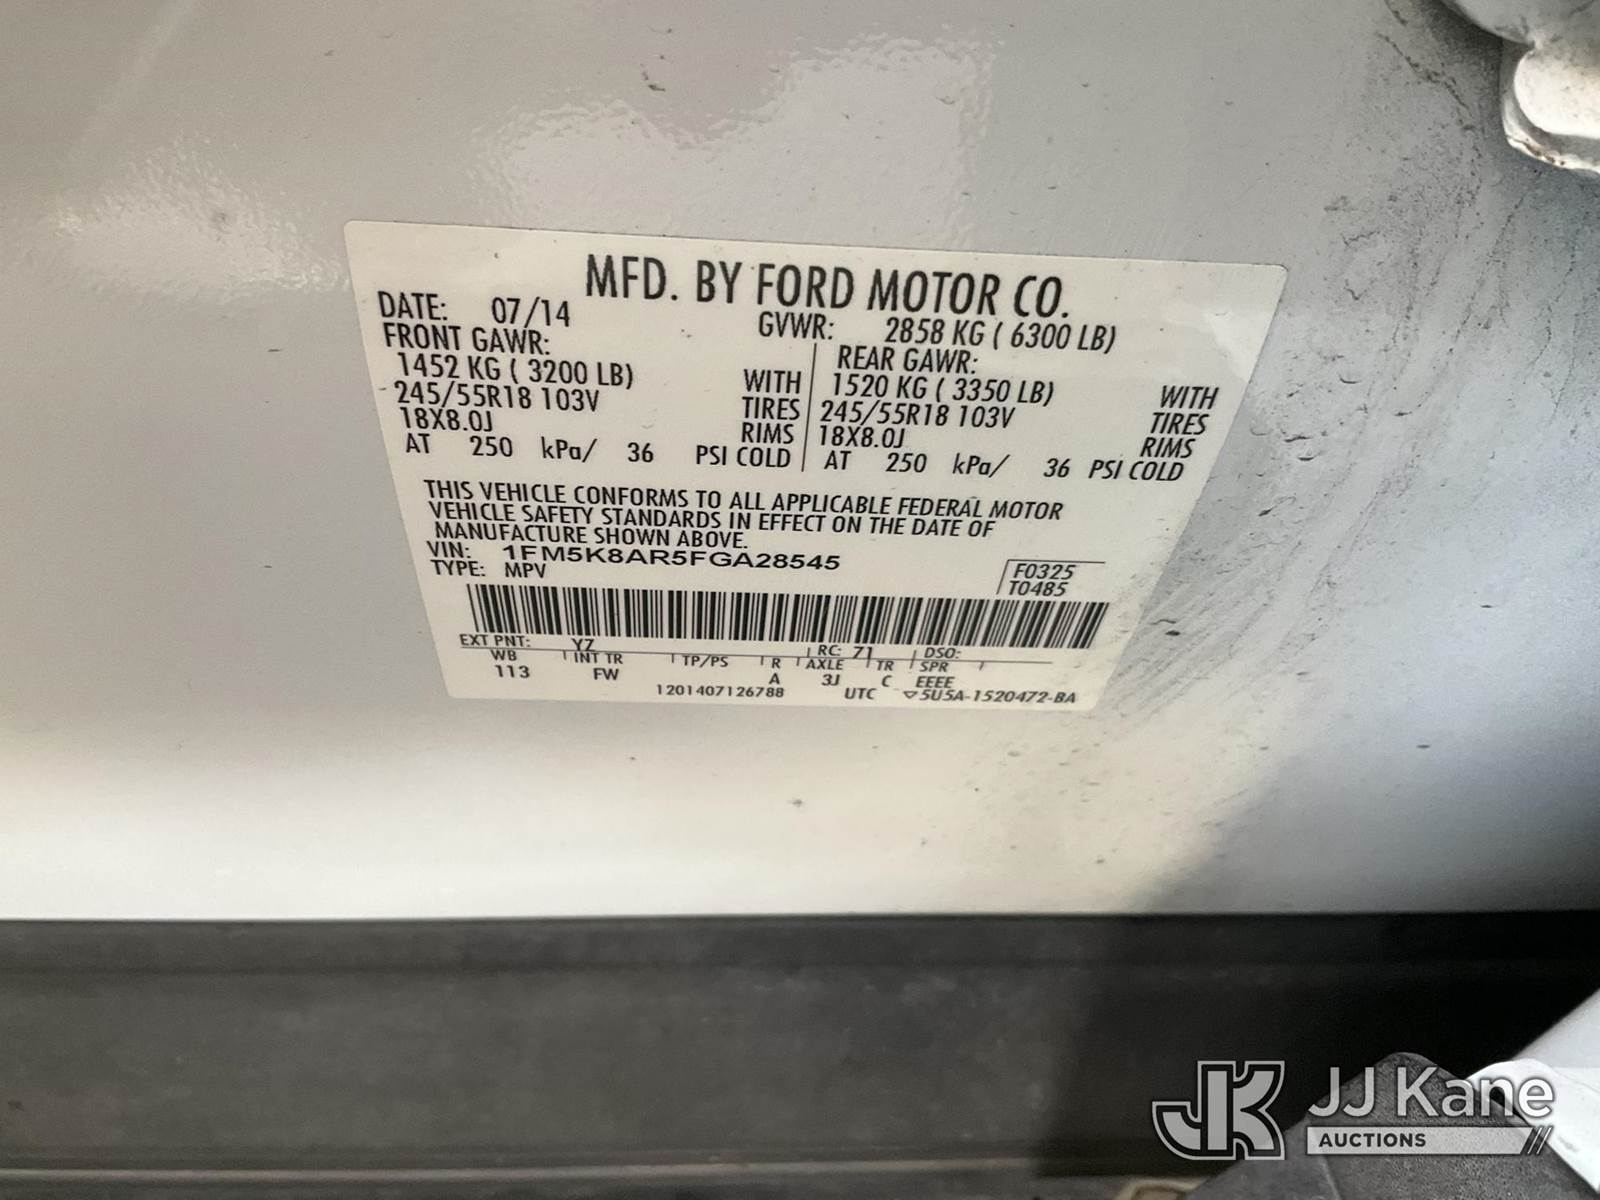 MFD. BY FORD MOTOR CO.
DATE: 07/14 GVWR: 2858 KG ( 6300 LB)
FRONT GAWR: REAR GAWR:
1452 KG ( 3200 LB) WITH 1520 KG ( 3350 LB) WITH
245/55R18 103V TIRES 245/55R18 103V TIRES
18X8.0J RIMS 18X8.0J RIMS
AT 250 kPa/ 36 PSI COLD AT 250 kPa/ 36 PSI COLD
THIS VEHICLE CONFORMS TO ALL APPLICABLE FEDERAL MOTOR
VEHICLE SAFETY STANDARDS IN EFFECT ON THE DATE OF
MANUFACTURE SHOWN ABOVE.
VIN: 1FM5K8AR5FGA28545
TYPE: MPV
F0325
T0485
EXT PNT: YZ RC: 71 DSO:
WB INT TR TP/PS R AXLE TR SPR
113 FW A 3J C EEEE
1201407126788 UTC ▽5U5A-1520472-BA
JK JJ Kane
AUCTIONS